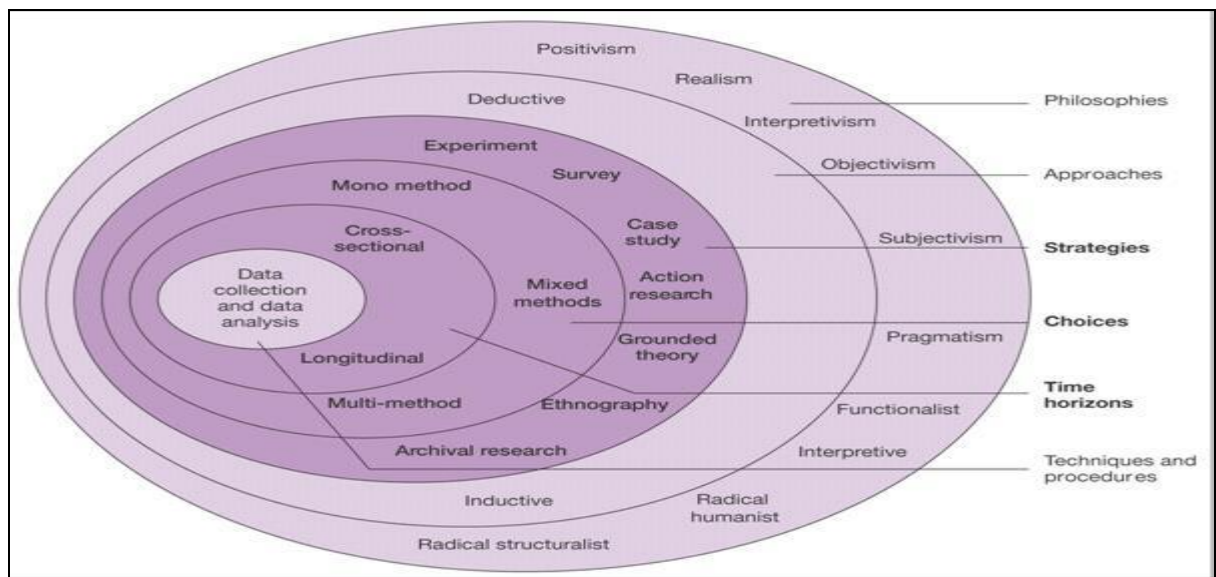 Positivism
Realism
Philosophies
Deductive
Interpretivism
Experiment
Objectivism
Approaches
Survey
Mono method
Cross-
sectional
Case
study
Subjectivism
Strategies
Data
collection
and data
analysis
Mixed
methods
Action
research
Choices
Longitudinal
Grounded
theory
Pragmatism
Time
horizons
Multi-method
Ethnography
Functionalist
Archival research
Interpretive
Techniques and
procedures
Inductive
Radical
humanist
Radical structuralist